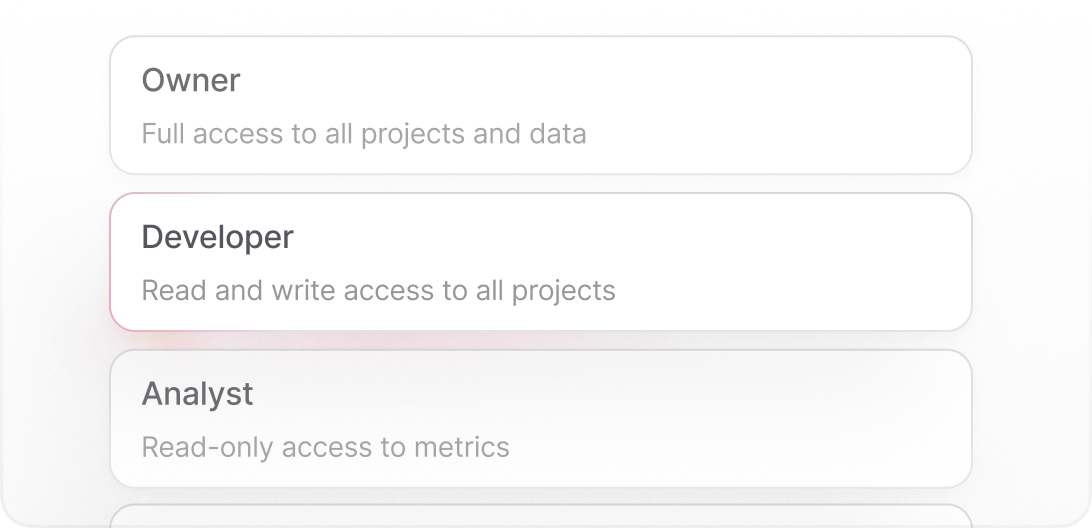 Owner
Full access to all projects and data
Developer
Read and write access to all projects
Analyst
Read-only access to metrics